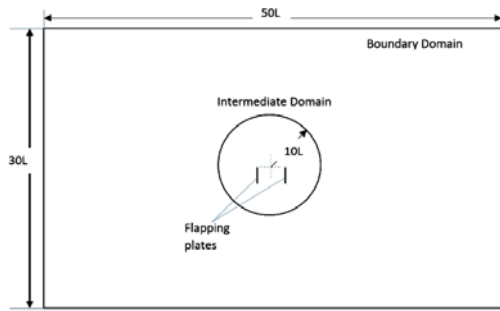 50L
Boundary Domain
Intermediate Domain
10L
30L
Flapping
plates